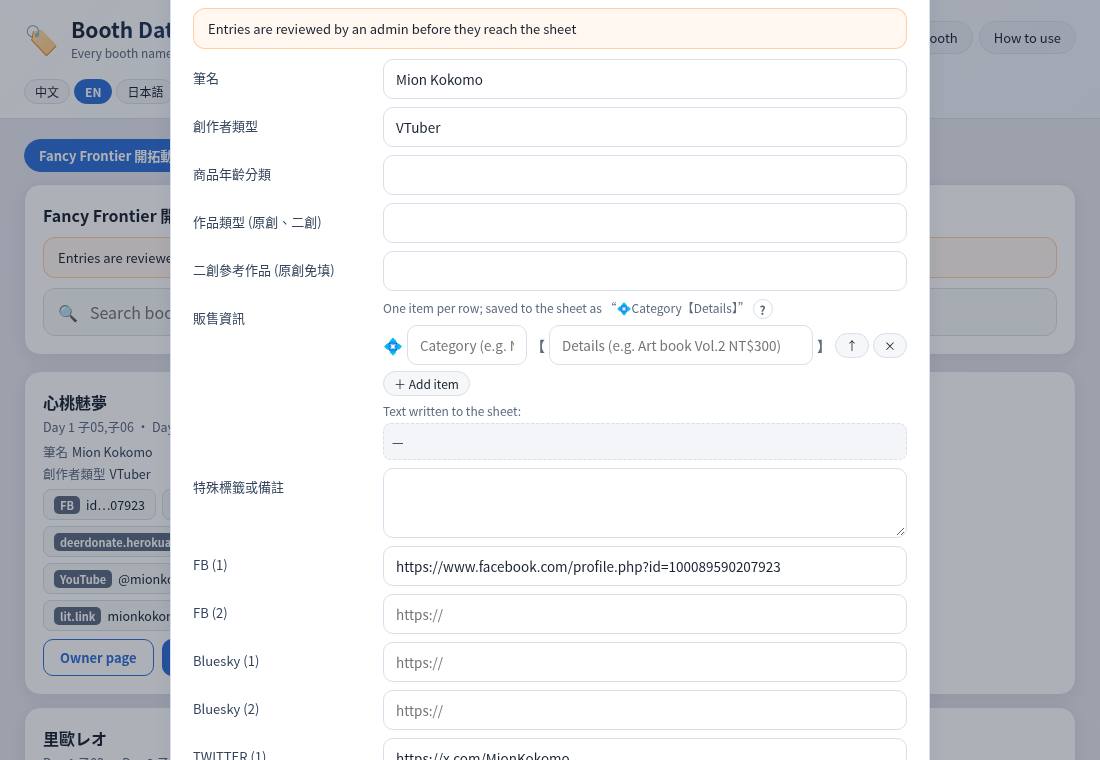 Booth Dat
Every booth name
中文
EN
日本語
ooth
How to use
Fancy Frontier 開拓動
Fancy Frontier 開
Entries are reviewe
Search boo
心桃魅夢
Day 1 子05,子06 • Day
筆名 Mion Kokomo
創作者類型 VTuber
FB id…07923
deerdonate.herokua
YouTube @mionko
lit.link mionkokor
Owner page
里歐レオ
Entries are reviewed by an admin before they reach the sheet
筆名
Mion Kokomo
創作者類型
VTuber
商品年齡分類
作品類型 (原創、二創)
二創參考作品 (原創免填)
販售資訊
One item per row; saved to the sheet as “💠Category【Details】”
?
💠 Category (e.g. 【 Details (e.g. Art book Vol.2 NT$300) 】 ↑ ×
+ Add item
Text written to the sheet:
—
特殊標籤或備註
FB (1)
https://www.facebook.com/profile.php?id=100089590207923
FB (2)
https://
Bluesky (1)
https://
Bluesky (2)
https://
TWITTER (1)
https://x.com/MionKokomo